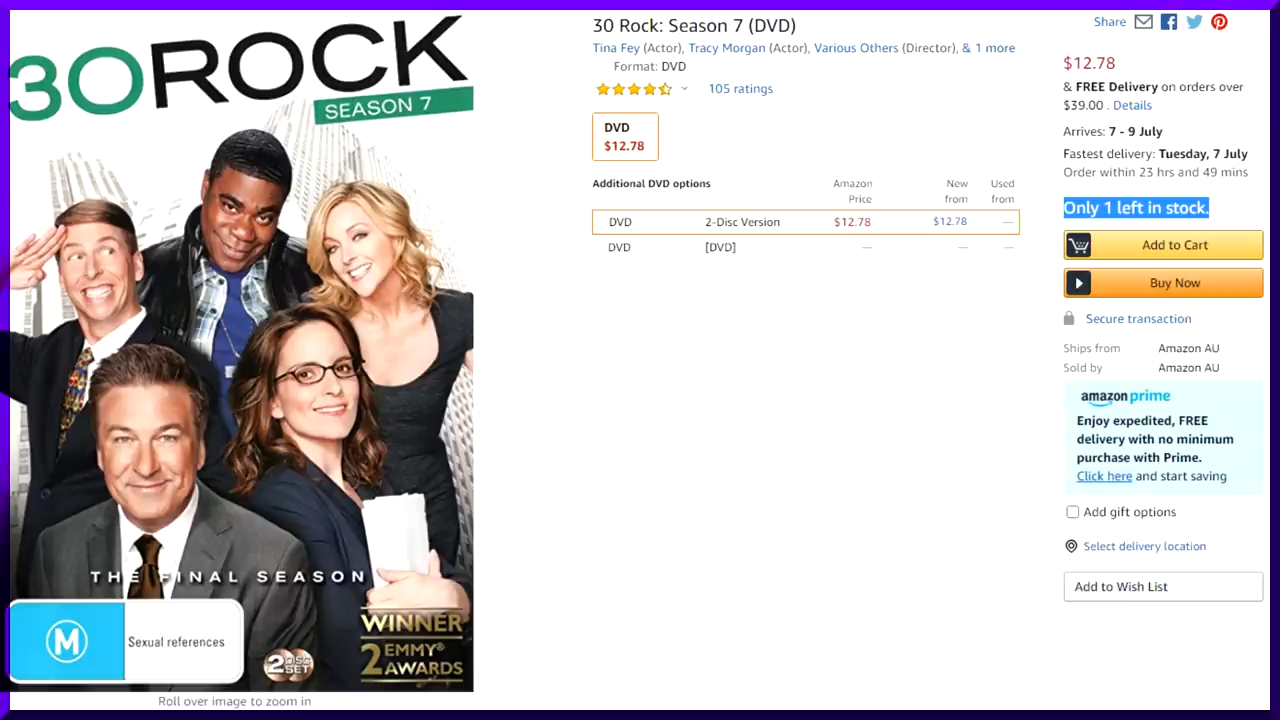 30 ROCK
SEASON 7
THE FINAL SEASON
M
Sexual references
2 DISC SET
WINNER
2 EMMY® AWARDS
Roll over image to zoom in
30 Rock: Season 7 (DVD)
Tina Fey (Actor), Tracy Morgan (Actor), Various Others (Director), & 1 more
Format: DVD
105 ratings
DVD
$12.78
Additional DVD options
Amazon Price
New from
Used from
DVD 2-Disc Version $12.78 $12.78 —
DVD [DVD] — — —
Share
$12.78
& FREE Delivery on orders over
$39.00 . Details
Arrives: 7 - 9 July
Fastest delivery: Tuesday, 7 July
Order within 23 hrs and 49 mins
Only 1 left in stock.
Add to Cart
Buy Now
Secure transaction
Ships from Amazon AU
Sold by Amazon AU
amazon prime
Enjoy expedited, FREE
delivery with no minimum
purchase with Prime.
Click here and start saving
Add gift options
Select delivery location
Add to Wish List